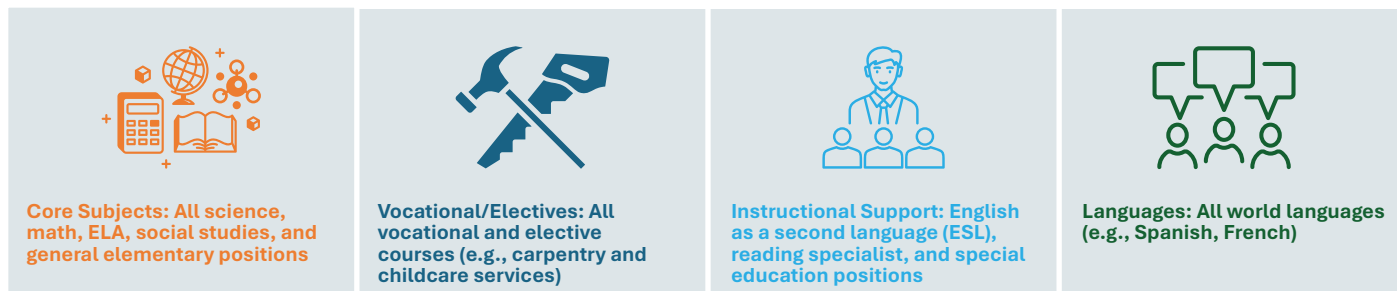 Core Subjects: All science,
math, ELA, social studies, and
general elementary positions
Vocational/Electives: All
vocational and elective
courses (e.g., carpentry and
childcare services)
Instructional Support: English
as a second language (ESL),
reading specialist, and special
education positions
Languages: All world languages
(e.g., Spanish, French)